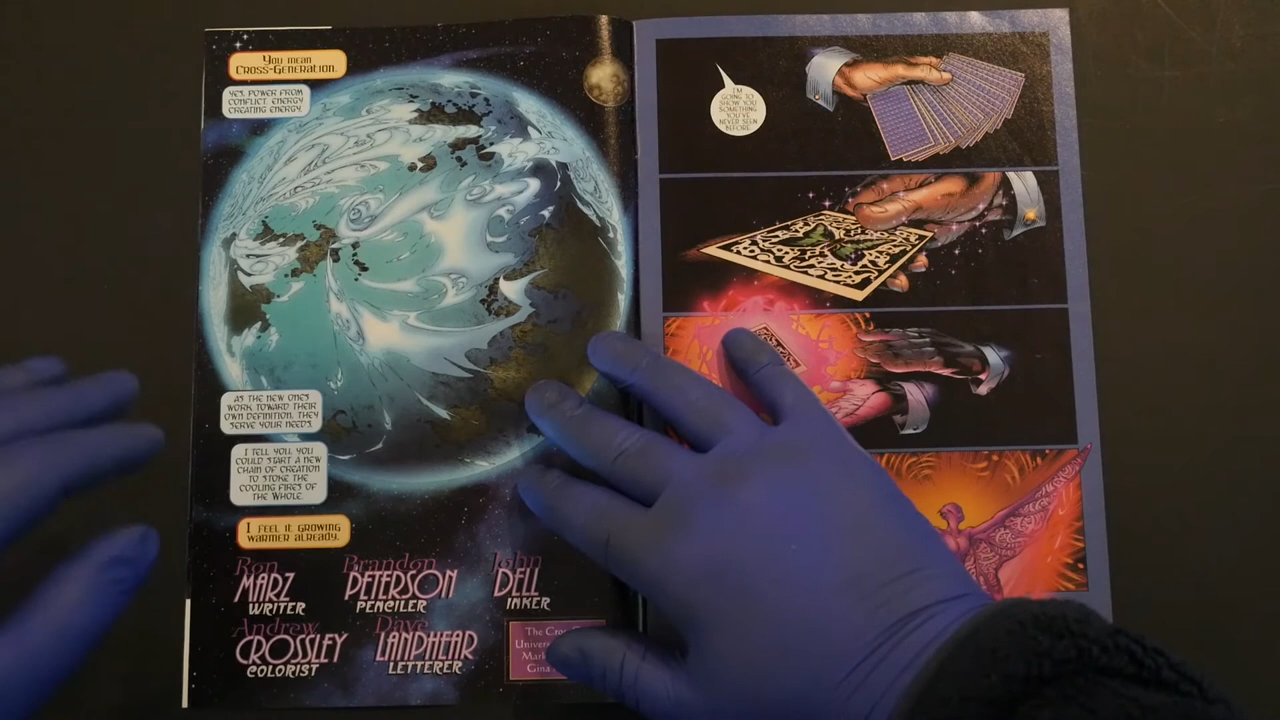 YOU MEAN
CROSS-GENERATION.
YES. POWER FROM
CONFLICT. ENERGY
CREATING ENERGY.
AS THE NEW ONES
WORK TOWARD THEIR
OWN DEFINITION, THEY
SERVE YOUR NEEDS.
I TELL YOU, YOU
COULD START A NEW
CHAIN OF CREATION
TO STOKE THE
COOLING FIRES OF
THE WHOLE.
I FEEL IT GROWING
WARMER ALREADY.
Ron
MARZ
WRITER
Brandon
PETERSON
PENCILER
John
DELL
INKER
Andrew
CROSSLEY
COLORIST
Dave
LANPHEAR
LETTERER
The
Gina
I'M
GOING TO
SHOW YOU
SOMETHING
YOU'VE
NEVER SEEN
BEFORE.